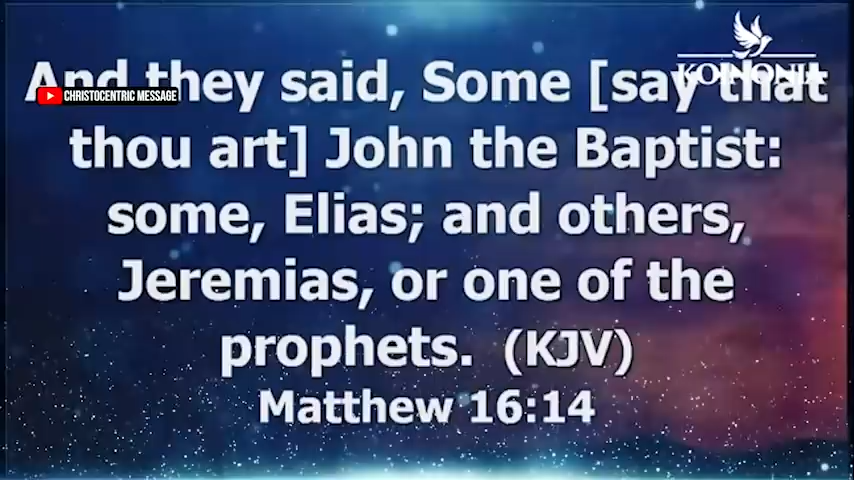 And they said, Some [say that
thou art] John the Baptist:
some, Elias; and others,
Jeremias, or one of the
prophets. (KJV)
Matthew 16:14
CHRISTOCENTRIC MESSAGE
KOINONIA